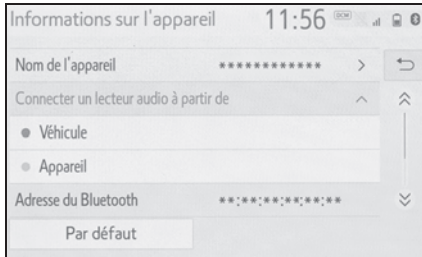 Informations sur l'appareil 11:56 DCM
Nom de l'appareil ************
Connecter un lecteur audio à partir de
Véhicule
Appareil
Adresse du Bluetooth **:**:**:**:**:**
Par défaut